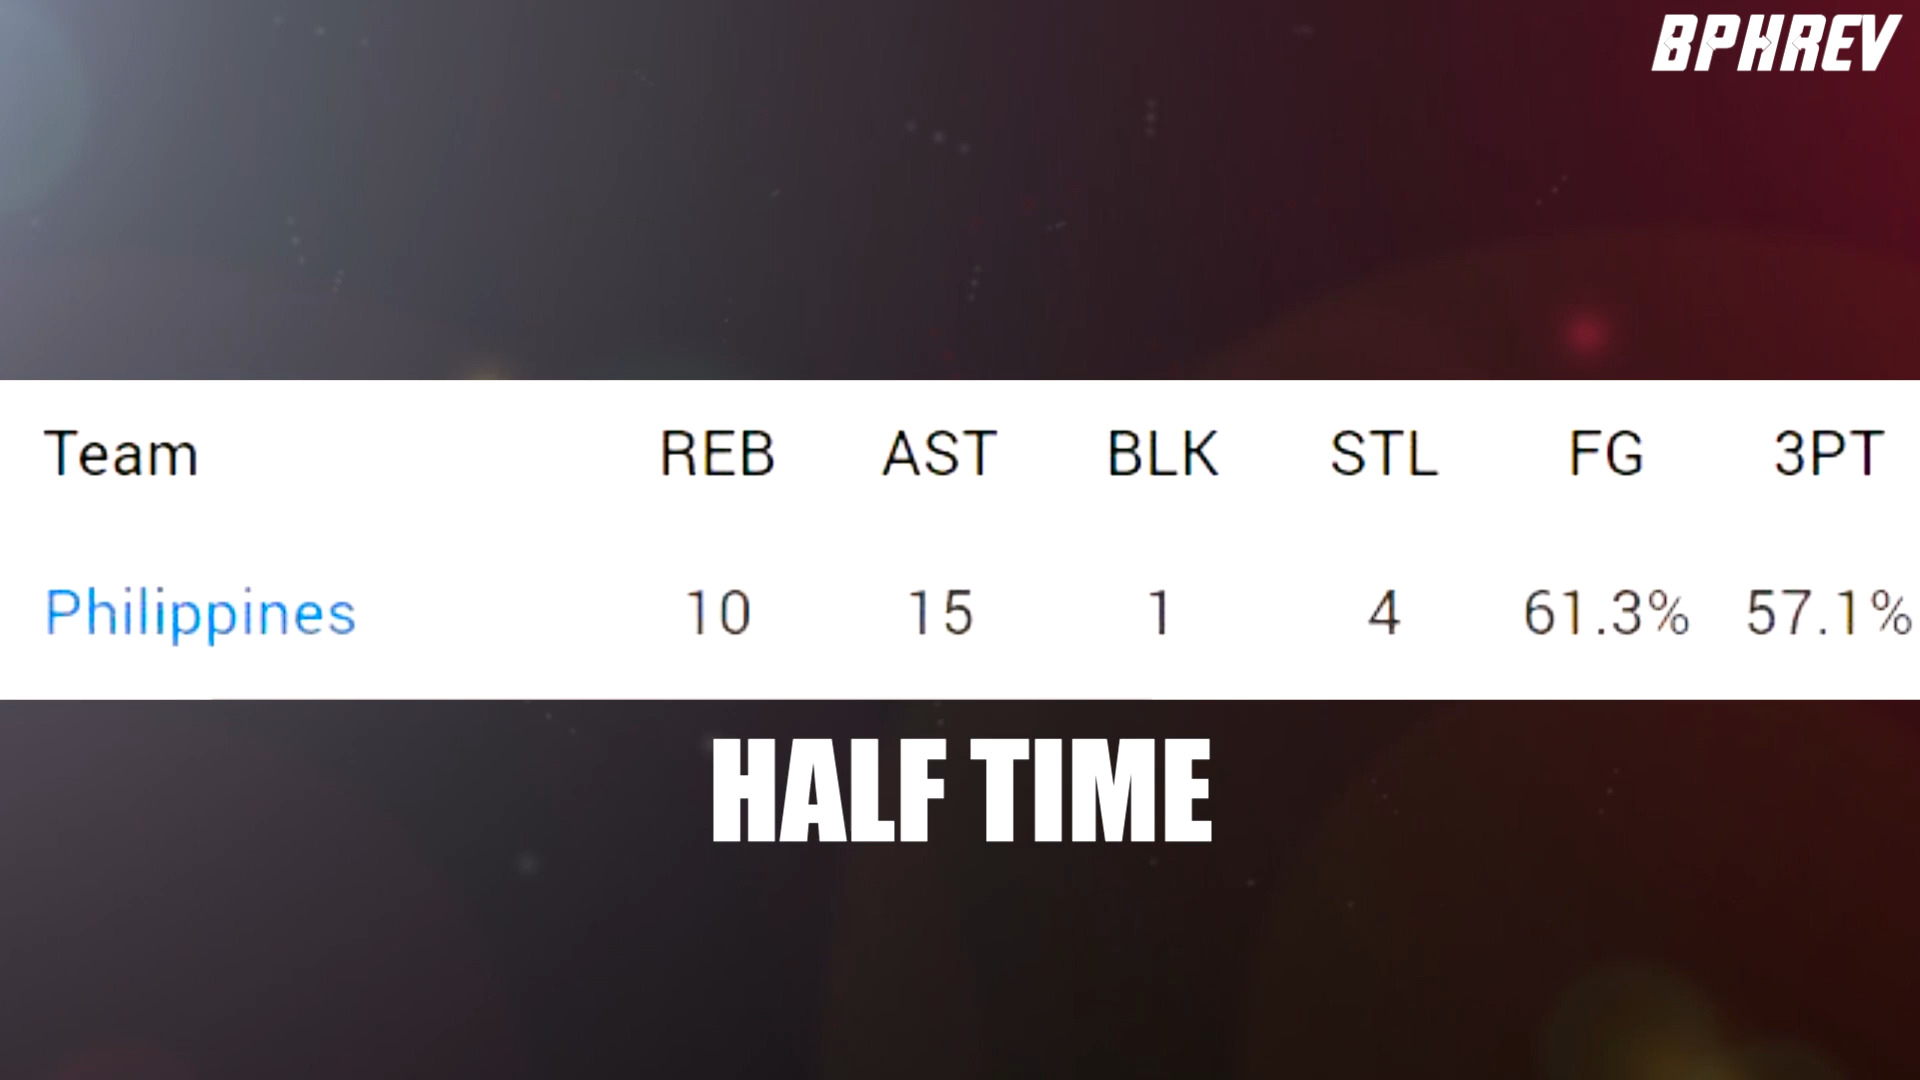 BPHREV
Team REB AST BLK STL FG 3PT
Philippines 10 15 1 4 61.3% 57.1%
HALF TIME